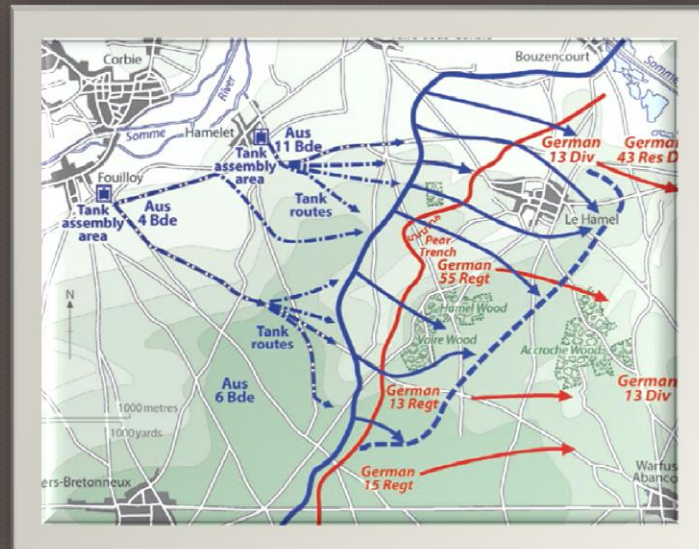 Corbie
Bouzencourt
River
Somme
Somme
Hamelet
Aus
11 Bde
Tank
assembly
area
Fouilloy
Tank
assembly
area
Aus
4 Bde
Tank
routes
German
13 Div
German
43 Res D
Le Hamel
Pear
Trench
German
55 Regt
N
Hamel Wood
Vaire Wood
Accroche Wood
Tank
routes
Aus
6 Bde
German
13 Regt
German
13 Div
1000 metres
1000 yards
German
15 Regt
ers-Bretonneux
Warfus
Abanco